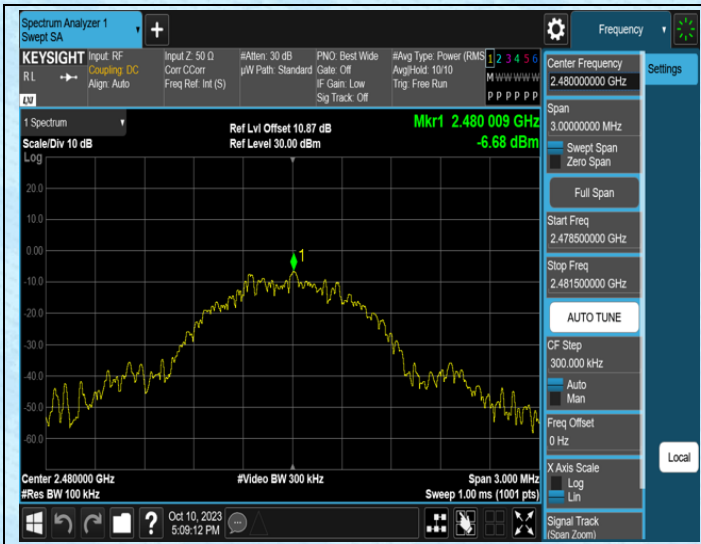 Spectrum Analyzer 1
Swept SA
Frequency
KEYSIGHT
RL
LXI
Input: RF
Coupling: DC
Align: Auto
Input Z: 50 Ω
Corr CCorr
Freq Ref: Int (S)
#Atten: 30 dB
µW Path: Standard
PNO: Best Wide
Gate: Off
IF Gain: Low
Sig Track: Off
#Avg Type: Power (RMS
Avg|Hold: 10/10
Trig: Free Run
1 2 3 4 5 6
M W W W W W
P P P P P P
1 Spectrum
Scale/Div 10 dB
Ref Lvl Offset 10.87 dB
Ref Level 30.00 dBm
Mkr1 2.480 009 GHz
-6.68 dBm
Log
20.0
10.0
0.00
-10.0
-20.0
-30.0
-40.0
-50.0
-60.0
1
Center 2.480000 GHz
#Res BW 100 kHz
#Video BW 300 kHz
Span 3.000 MHz
Sweep 1.00 ms (1001 pts)
Oct 10, 2023
5:09:12 PM
Center Frequency
2.480000000 GHz
Span
3.00000000 MHz
Swept Span
Zero Span
Full Span
Start Freq
2.478500000 GHz
Stop Freq
2.481500000 GHz
AUTO TUNE
CF Step
300.000 kHz
Auto
Man
Freq Offset
0 Hz
X Axis Scale
Log
Lin
Signal Track
(Span Zoom)
Settings
Local